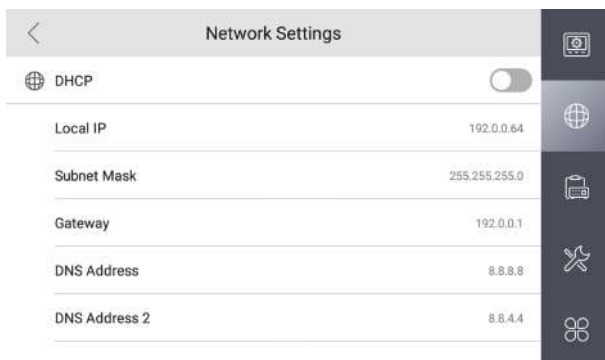 Network Settings
DHCP
Local IP 192.0.0.64
Subnet Mask 255.255.255.0
Gateway 192.0.0.1
DNS Address 8.8.8.8
DNS Address 2 8.8.4.4